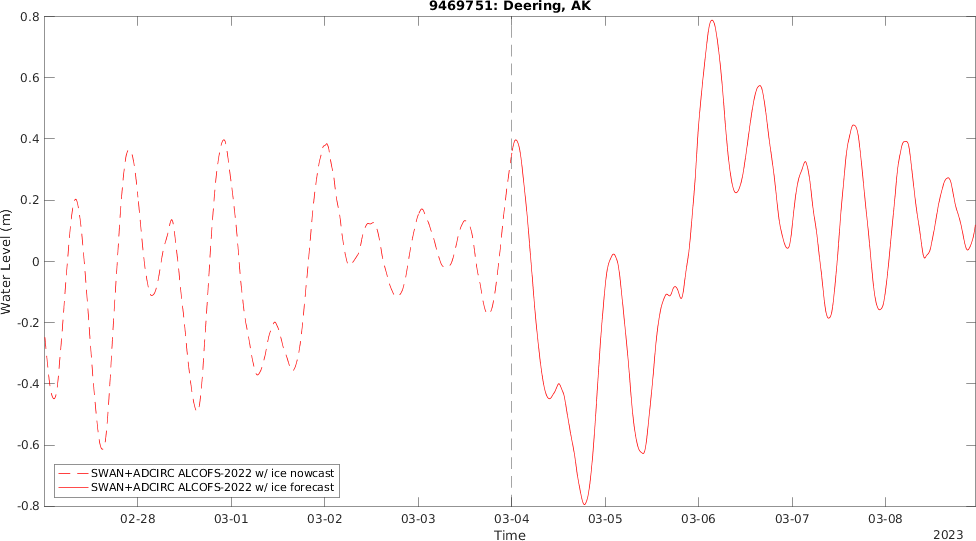 9469751: Deering, AK
Water Level (m)
0.8
0.6
0.4
0.2
0
-0.2
-0.4
-0.6
-0.8
SWAN+ADCIRC ALCOFS-2022 w/ ice nowcast
SWAN+ADCIRC ALCOFS-2022 w/ ice forecast
02-28 03-01 03-02 03-03 03-04 03-05 03-06 03-07 03-08
Time
2023